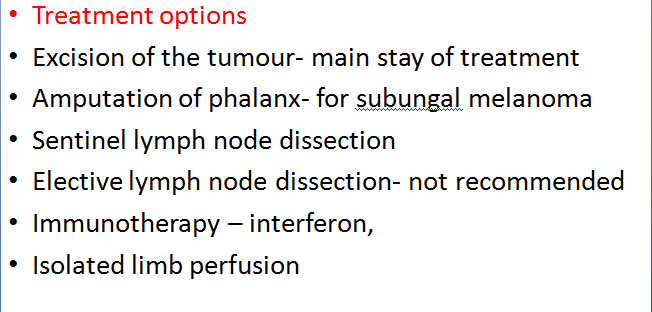 • Treatment options
• Excision of the tumour- main stay of treatment
• Amputation of phalanx- for subungal melanoma
• Sentinel lymph node dissection
• Elective lymph node dissection- not recommended
• Immunotherapy – interferon,
• Isolated limb perfusion